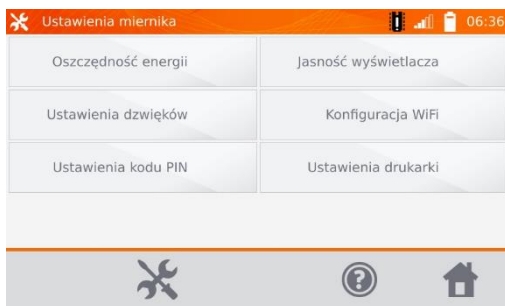 Ustawienia miernika 06:36
Oszczędność energii Jasność wyświetlacza
Ustawienia dzwięków Konfiguracja WiFi
Ustawienia kodu PIN Ustawienia drukarki
?